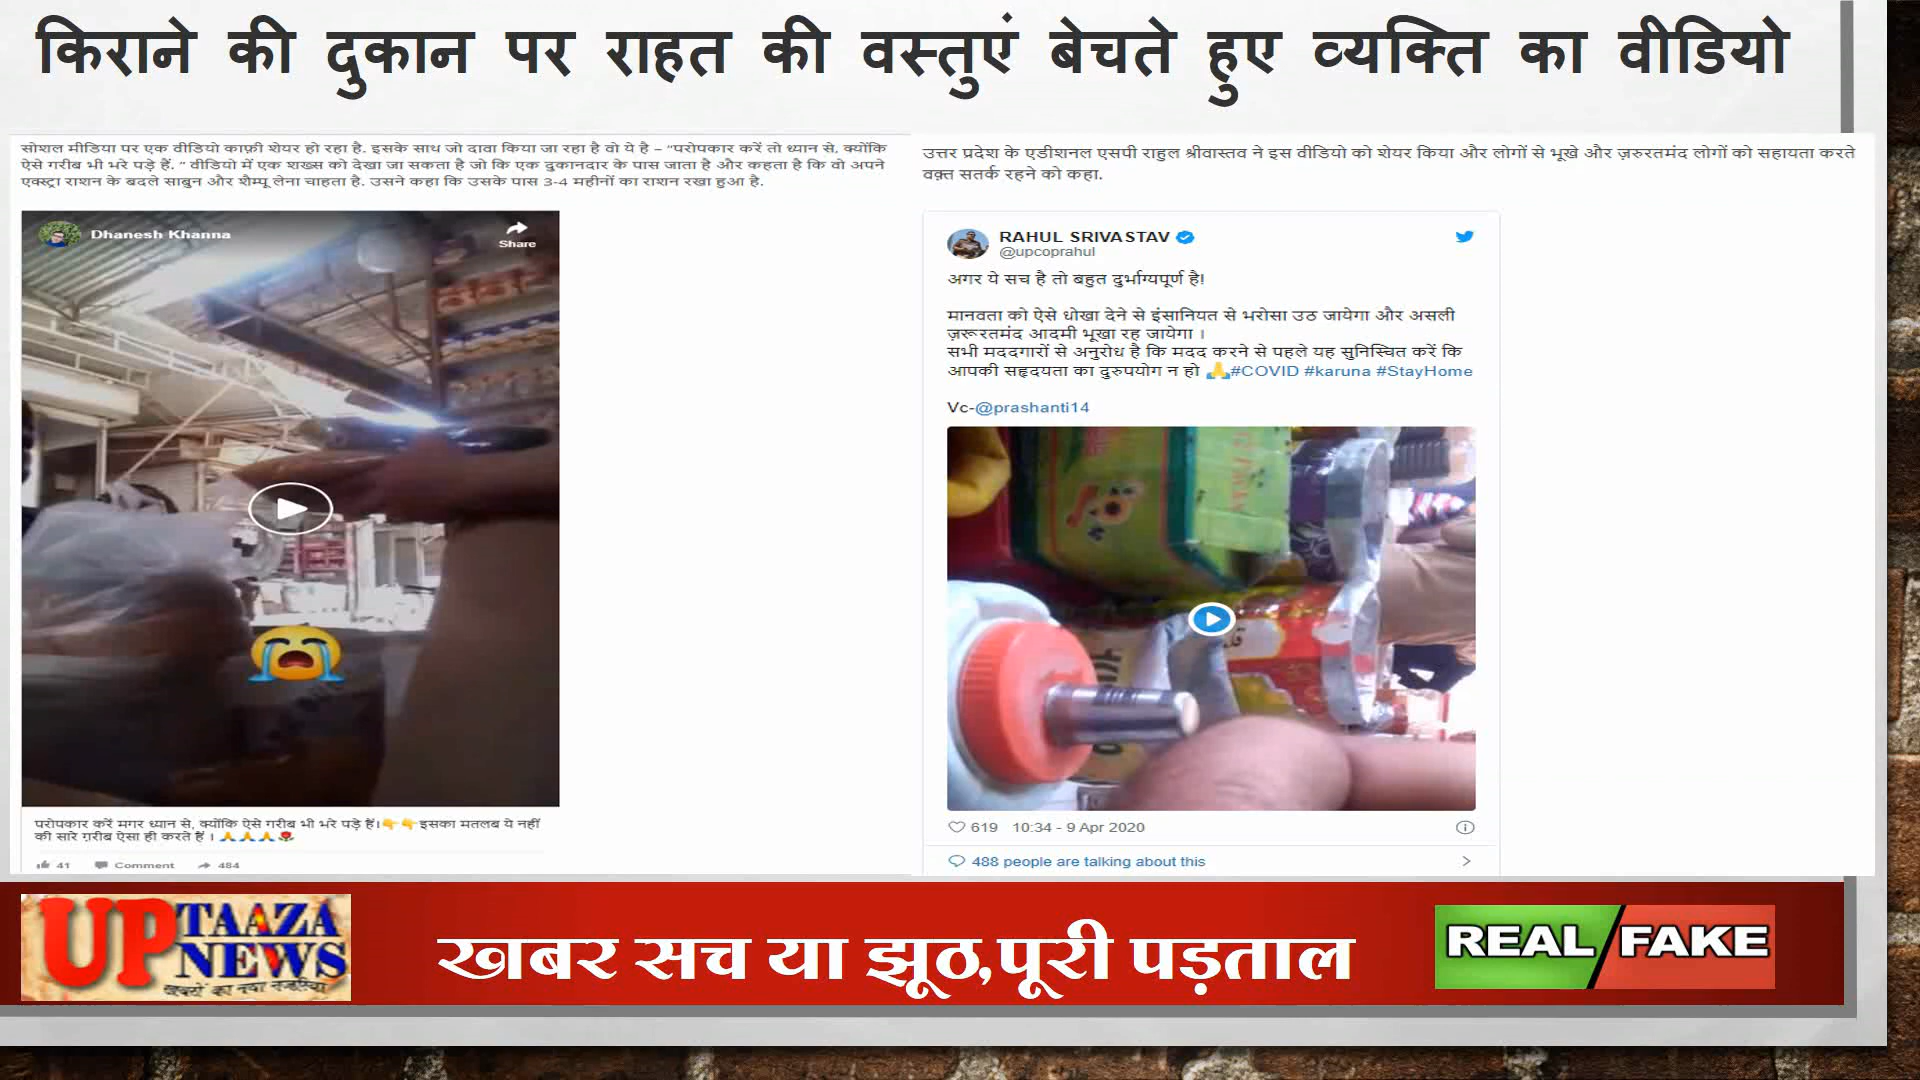 किराने की दुकान पर राहत की वस्तुएं बेचते हुए व्यक्ति का वीडियो
सोशल मीडिया पर एक वीडियो काफ़ी शेयर हो रहा है. इसके साथ जो दावा किया जा रहा है वो ये है – “परोपकार करें तो ध्यान से, क्योंकि
ऐसे गरीब भी भरे पड़े हैं. ” वीडियो में एक शख्स को देखा जा सकता है जो कि एक दुकानदार के पास जाता है और कहता है कि वो अपने
एक्स्ट्रा राशन के बदले साबुन और शैम्पू लेना चाहता है. उसने कहा कि उसके पास 3-4 महीनों का राशन रखा हुआ है.
Dhanesh Khanna
Share
परोपकार करें मगर ध्यान से, क्योंकि ऐसे गरीब भी भरे पड़े हैं।👇👇इसका मतलब ये नहीं
की सारे ग़रीब ऐसा ही करते हैं । 🙏🙏🙏🌹
41 Comment 484
उत्तर प्रदेश के एडीशनल एसपी राहुल श्रीवास्तव ने इस वीडियो को शेयर किया और लोगों से भूखे और ज़रुरतमंद लोगों को सहायता करते
वक़्त सतर्क रहने को कहा.
RAHUL SRIVASTAV
@upcoprahul
अगर ये सच है तो बहुत दुर्भाग्यपूर्ण है!
मानवता को ऐसे धोखा देने से इंसानियत से भरोसा उठ जायेगा और असली
ज़रूरतमंद आदमी भूखा रह जायेगा ।
सभी मददगारों से अनुरोध है कि मदद करने से पहले यह सुनिस्चित करें कि
आपकी सहृदयता का दुरुपयोग न हो 🙏#COVID #karuna #StayHome
Vc-@prashanti14
619 10:34 - 9 Apr 2020
488 people are talking about this
UP TAAZA NEWS
खबरों का नया नजरिया
खबर सच या झूठ,पूरी पड़ताल
REAL/FAKE